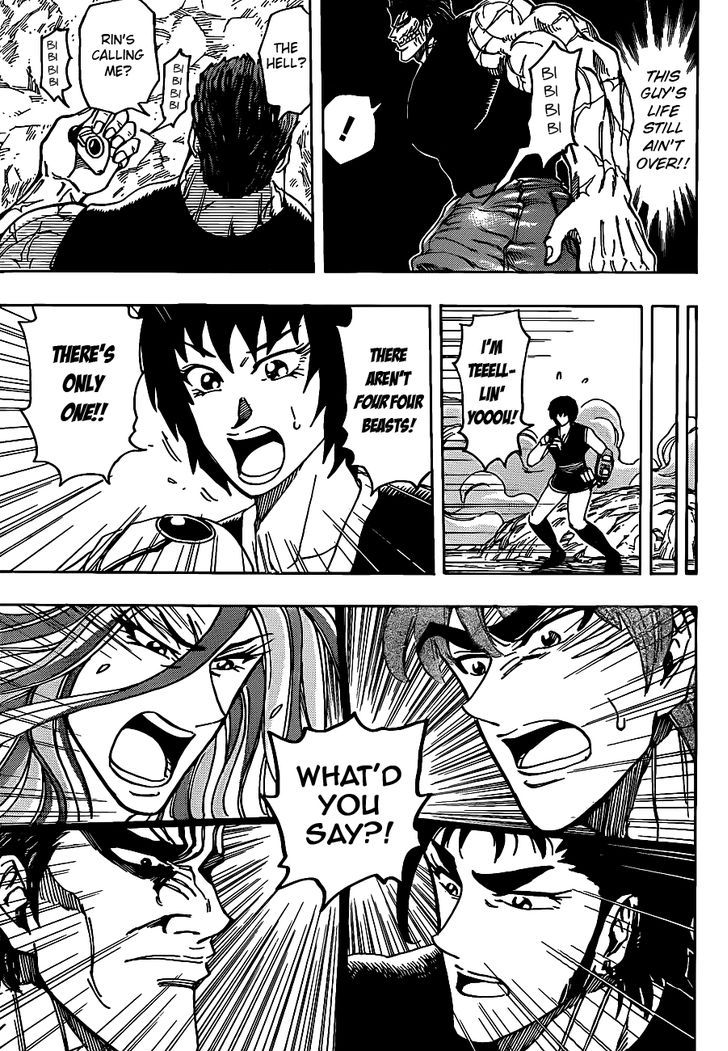 THIS
GUY'S
LIFE
STILL
AIN'T
OVER!!
BI
BI
BI
BI
!
THE
HELL?
BI
BI
BI
BI
RIN'S
CALLING
ME?
BI
BI
BI
BI
I'M
TEEELL-
LIN'
YOOOU!
THERE
AREN'T
FOUR FOUR
BEASTS!
THERE'S
ONLY
ONE!!
WHAT'D
YOU
SAY?!